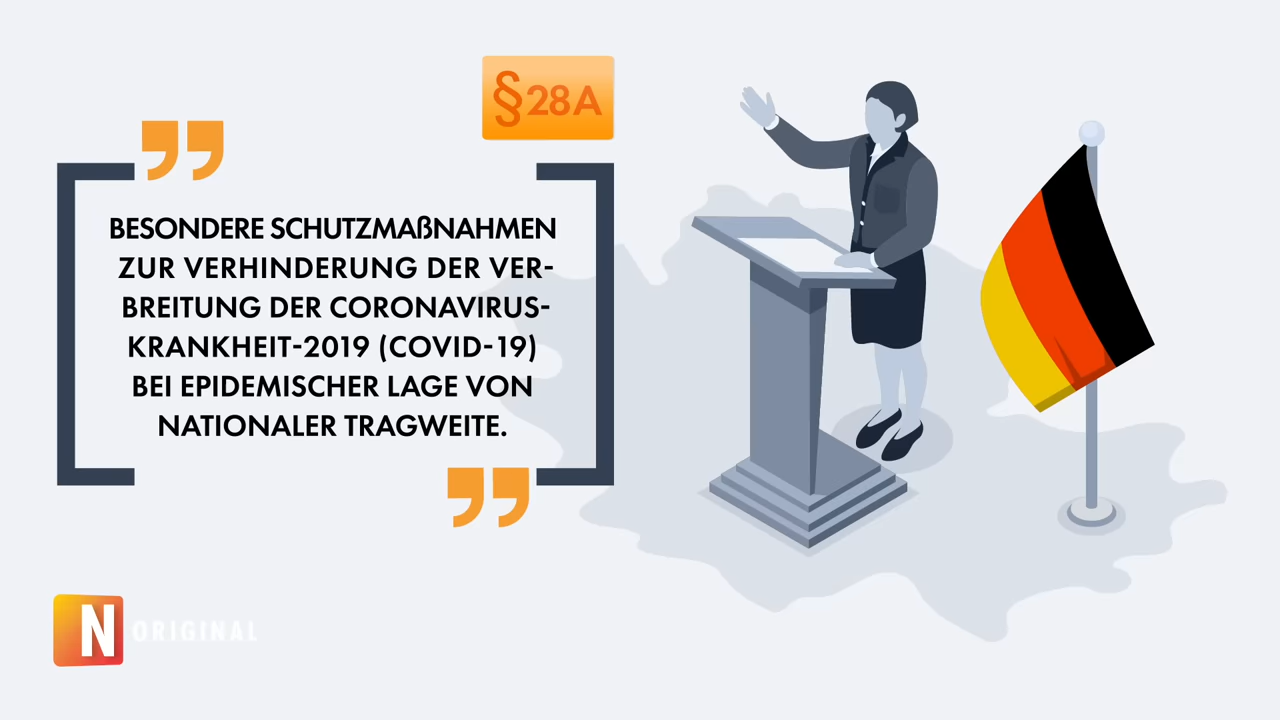 §28A
BESONDERE SCHUTZMAßNAHMEN
ZUR VERHINDERUNG DER VER-
BREITUNG DER CORONAVIRUS-
KRANKHEIT-2019 (COVID-19)
BEI EPIDEMISCHER LAGE VON
NATIONALER TRAGWEITE.
N ORIGINAL